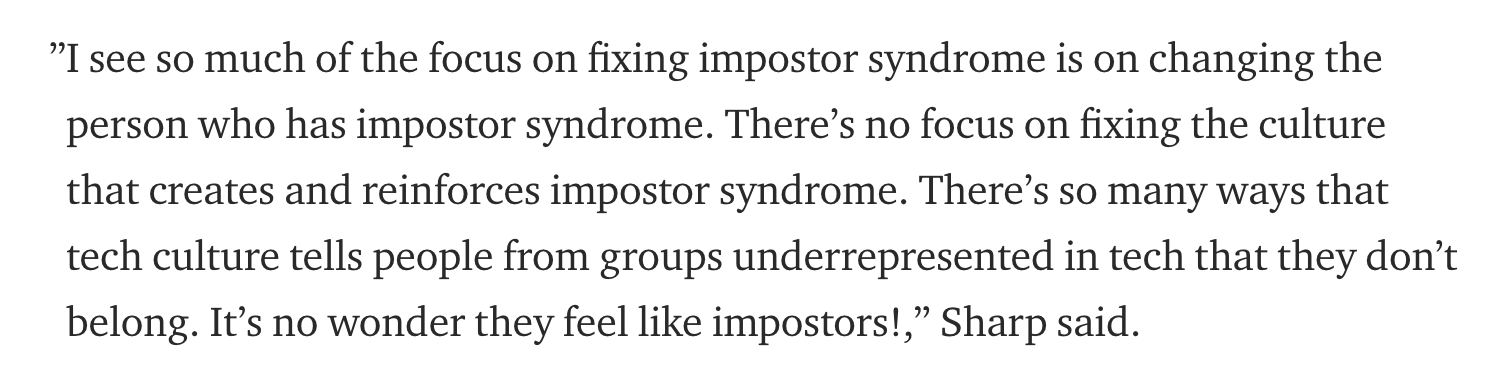 ”I see so much of the focus on fixing impostor syndrome is on changing the
person who has impostor syndrome. There’s no focus on fixing the culture
that creates and reinforces impostor syndrome. There’s so many ways that
tech culture tells people from groups underrepresented in tech that they don’t
belong. It’s no wonder they feel like impostors!,” Sharp said.